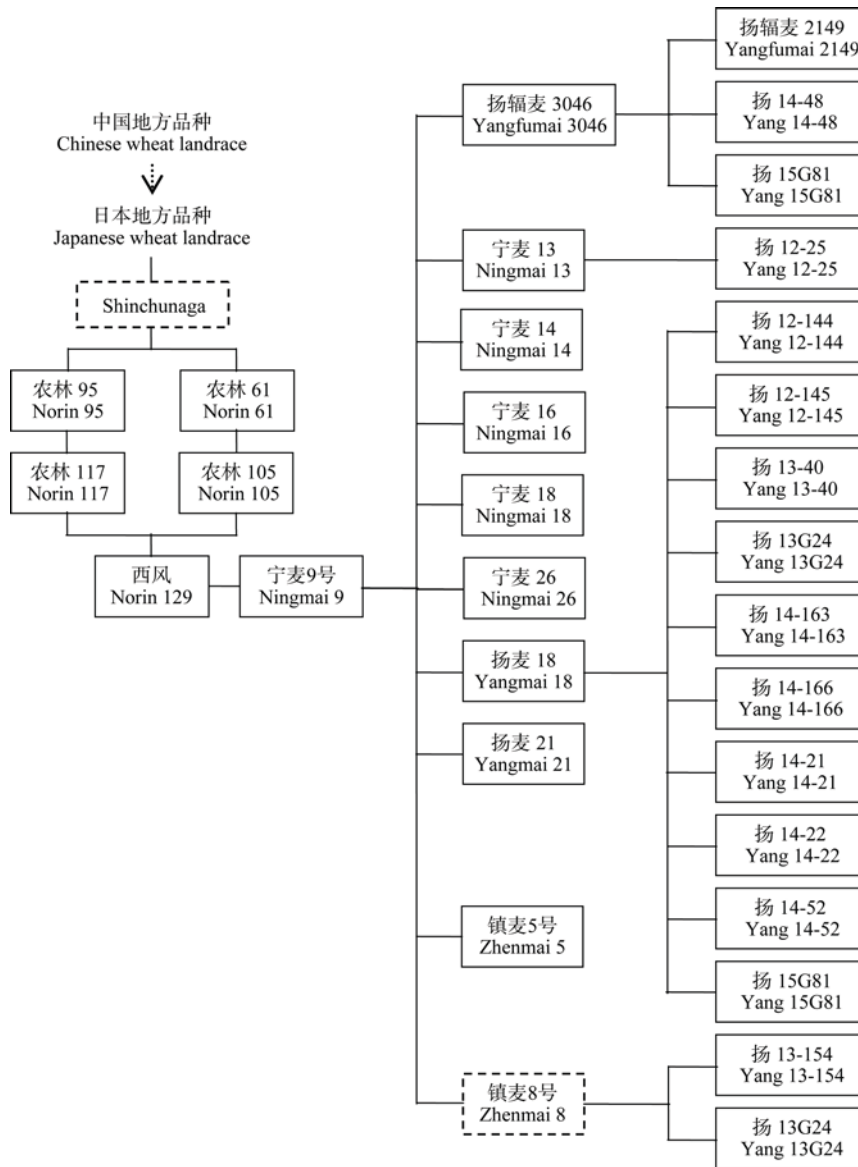 中国地方品种
Chinese wheat landrace
日本地方品种
Japanese wheat landrace
Shinchunaga
农林 95
Norin 95
农林 61
Norin 61
农林 117
Norin 117
农林 105
Norin 105
西风
Norin 129
宁麦9号
Ningmai 9
扬辐麦 3046
Yangfumai 3046
宁麦 13
Ningmai 13
宁麦 14
Ningmai 14
宁麦 16
Ningmai 16
宁麦 18
Ningmai 18
宁麦 26
Ningmai 26
扬麦 18
Yangmai 18
扬麦 21
Yangmai 21
镇麦5号
Zhenmai 5
镇麦8号
Zhenmai 8
扬辐麦 2149
Yangfumai 2149
扬 14-48
Yang 14-48
扬 15G81
Yang 15G81
扬 12-25
Yang 12-25
扬 12-144
Yang 12-144
扬 12-145
Yang 12-145
扬 13-40
Yang 13-40
扬 13G24
Yang 13G24
扬 14-163
Yang 14-163
扬 14-166
Yang 14-166
扬 14-21
Yang 14-21
扬 14-22
Yang 14-22
扬 14-52
Yang 14-52
扬 15G81
Yang 15G81
扬 13-154
Yang 13-154
扬 13G24
Yang 13G24